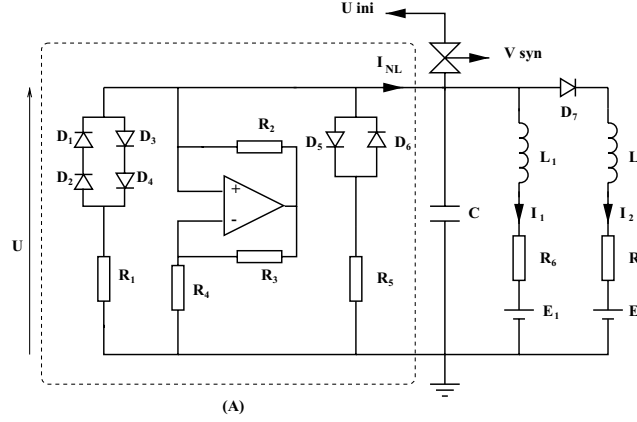 U ini
V syn
I NL
D1
D3
D2
D4
R2
+
-
D5
D6
D7
L1
L
C
I1
I2
U
R1
R4
R3
R5
R6
R
E1
E
(A)